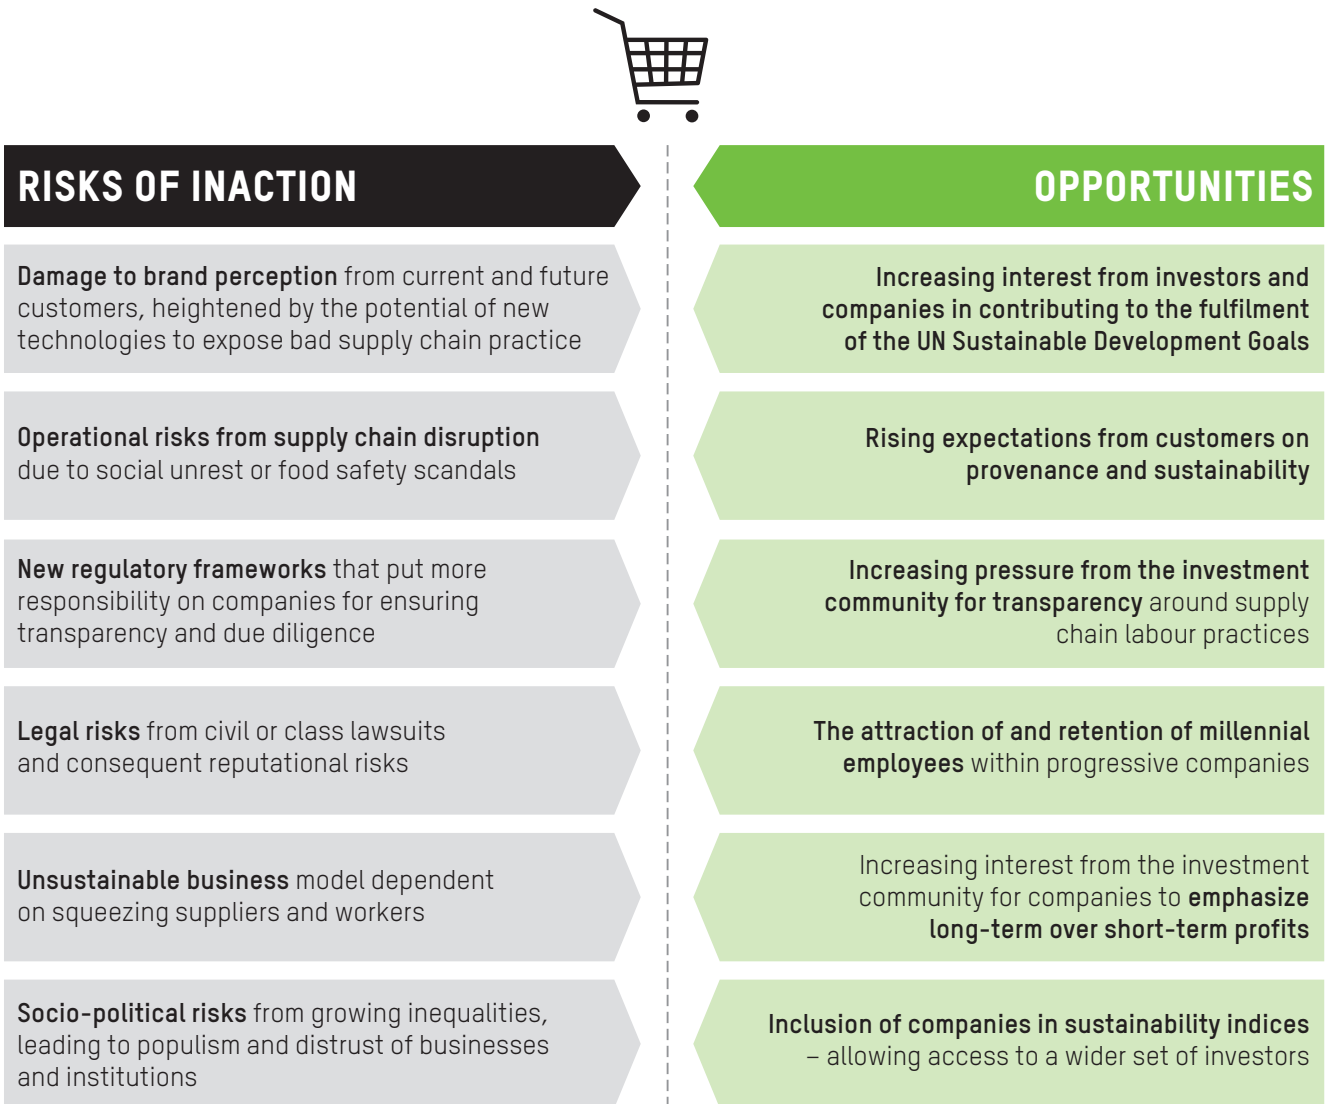 RISKS OF INACTION
OPPORTUNITIES
Damage to brand perception from current and future
customers, heightened by the potential of new
technologies to expose bad supply chain practice
Increasing interest from investors and
companies in contributing to the fulfilment
of the UN Sustainable Development Goals
Operational risks from supply chain disruption
due to social unrest or food safety scandals
Rising expectations from customers on
provenance and sustainability
New regulatory frameworks that put more
responsibility on companies for ensuring
transparency and due diligence
Increasing pressure from the investment
community for transparency around supply
chain labour practices
Legal risks from civil or class lawsuits
and consequent reputational risks
The attraction of and retention of millennial
employees within progressive companies
Unsustainable business model dependent
on squeezing suppliers and workers
Increasing interest from the investment
community for companies to emphasize
long-term over short-term profits
Socio-political risks from growing inequalities,
leading to populism and distrust of businesses
and institutions
Inclusion of companies in sustainability indices
– allowing access to a wider set of investors